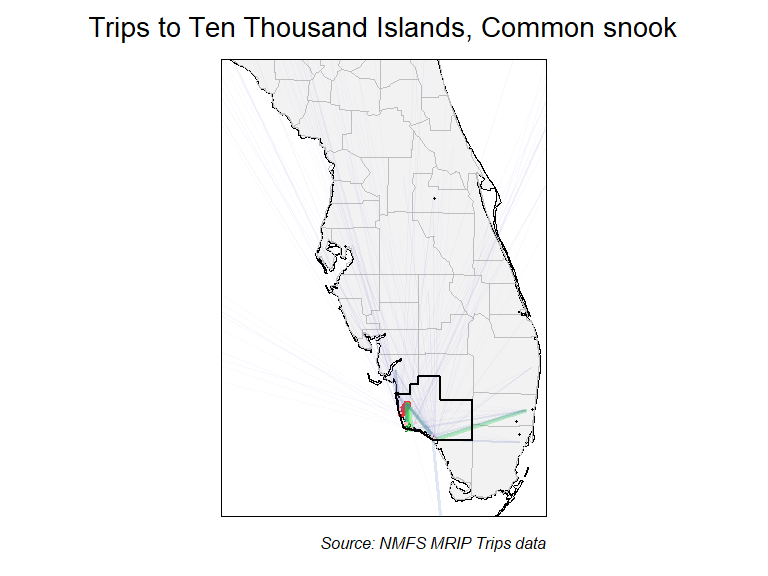 Trips to Ten Thousand Islands, Common snook
Source: NMFS MRIP Trips data